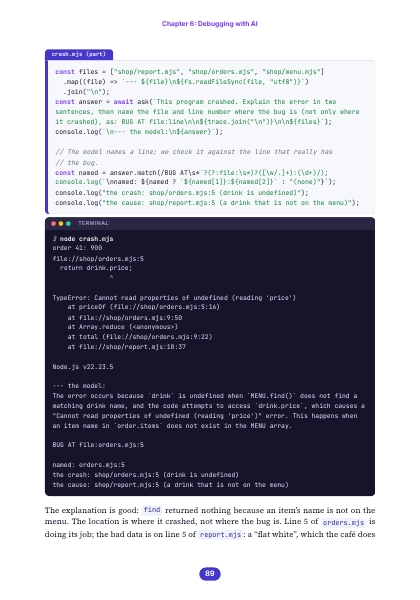 Chapter 6: Debugging with AI
crash.mjs (part)
const files = ["shop/report.mjs", "shop/orders.mjs", "shop/menu.mjs"]
.map((file) => `--- ${file}\n${fs.readFileSync(file, "utf8")}`)
.join("\n");
const answer = await ask(`This program crashed. Explain the error in two
sentences, then name the file and line number where the bug is (not only where
it crashed), as: BUG AT file:line\n\n${trace.join("\n")}\n\n${files}`);
console.log(`\n--- the model:\n${answer}`);
// The model names a line; we check it against the line that really has
// the bug.
const named = answer.match(/BUG AT\s*`?(?:file:\s*)?([\w/.]+):(\d+)/);
console.log(`\nnamed: ${named ? `${named[1]}:${named[2]}` : "(none)"}`);
console.log("the crash: shop/orders.mjs:5 (drink is undefined)");
console.log("the cause: shop/report.mjs:5 (a drink that is not on the menu)");
TERMINAL
$ node crash.mjs
order 41: 900
file://shop/orders.mjs:5
return drink.price;
^
TypeError: Cannot read properties of undefined (reading 'price')
at priceOf (file://shop/orders.mjs:5:16)
at file://shop/orders.mjs:9:50
at Array.reduce (<anonymous>)
at total (file://shop/orders.mjs:9:22)
at file://shop/report.mjs:10:37
Node.js v22.23.5
--- the model:
The error occurs because `drink` is undefined when `MENU.find()` does not find a
matching drink name, and the code attempts to access `drink.price`, which causes a
"Cannot read properties of undefined (reading 'price')" error. This happens when
an item name in `order.items` does not exist in the MENU array.
BUG AT file:orders.mjs:5
named: orders.mjs:5
the crash: shop/orders.mjs:5 (drink is undefined)
the cause: shop/report.mjs:5 (a drink that is not on the menu)
The explanation is good: find returned nothing because an item's name is not on the
menu. The location is where it crashed, not where the bug is. Line 5 of orders.mjs is
doing its job; the bad data is on line 5 of report.mjs: a “flat white”, which the café does
89